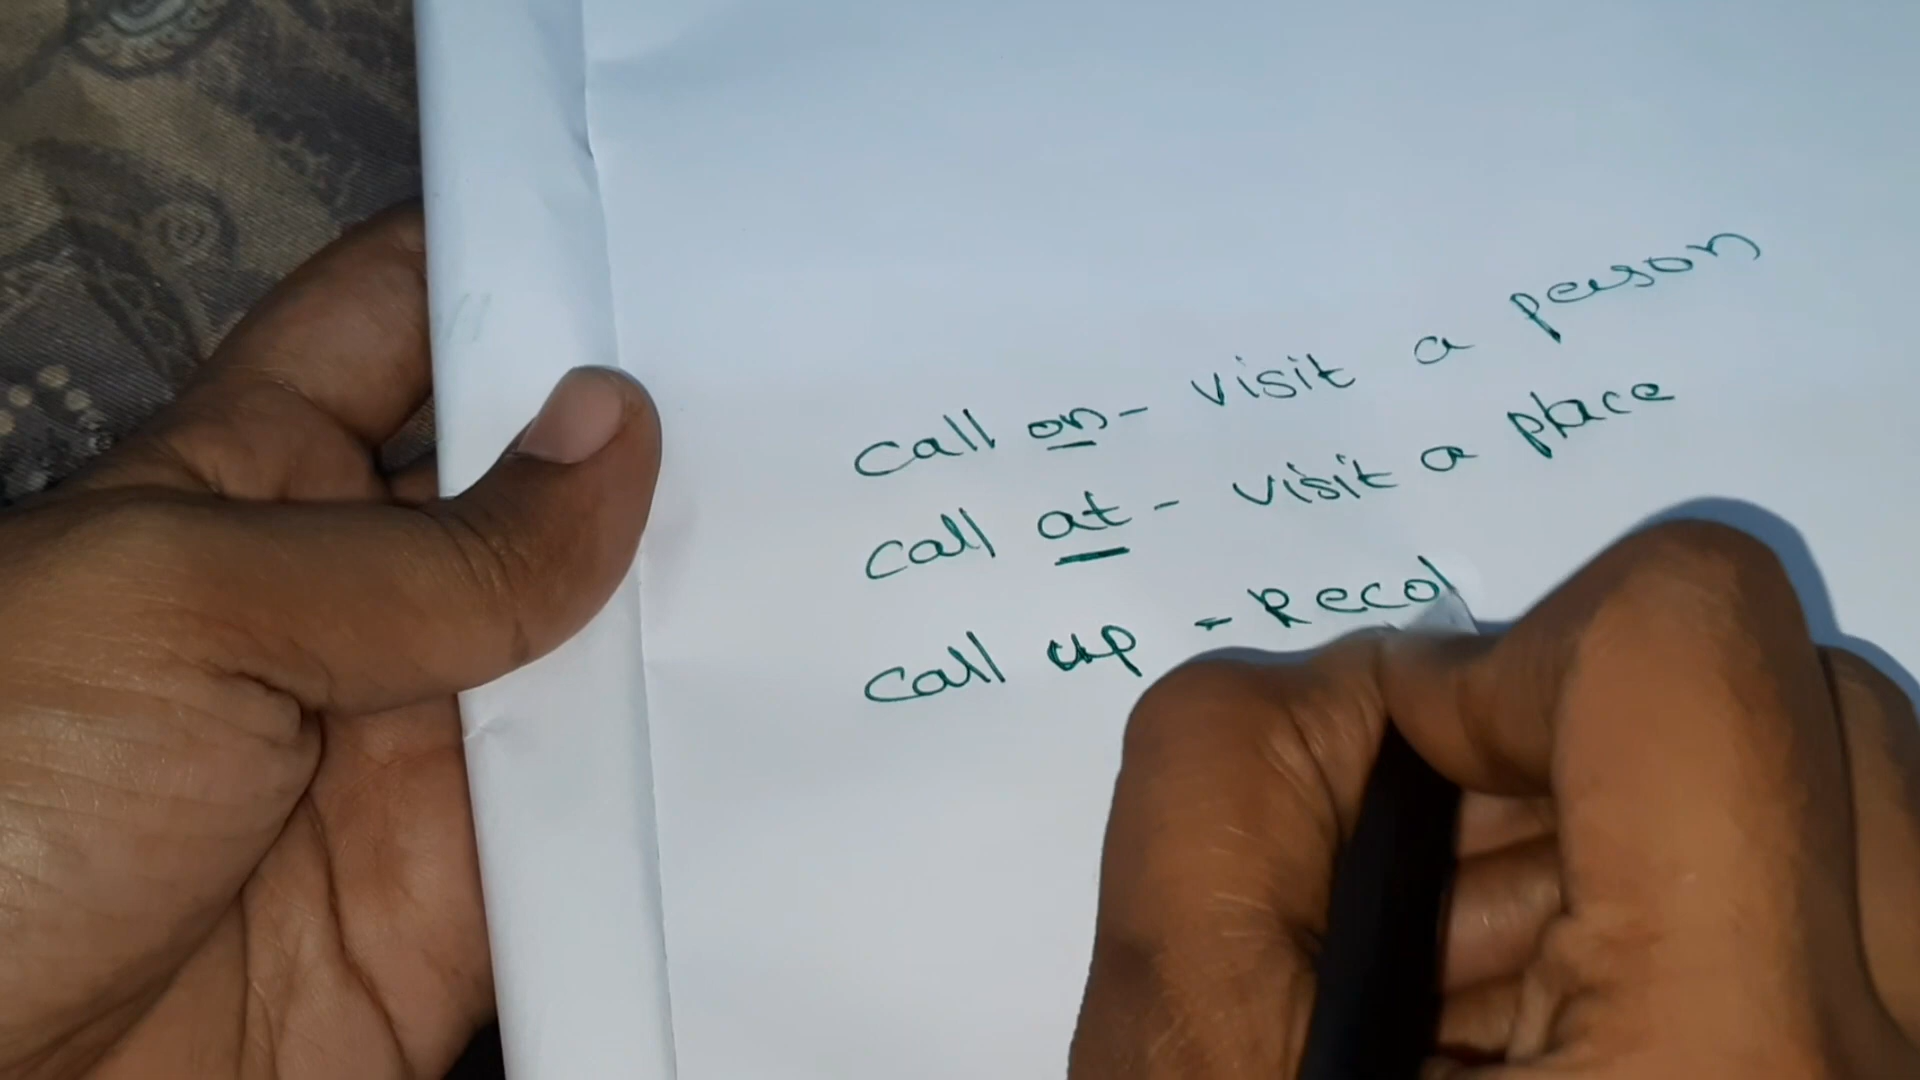 call on - visit a person
call at - visit a place
call up - Recol